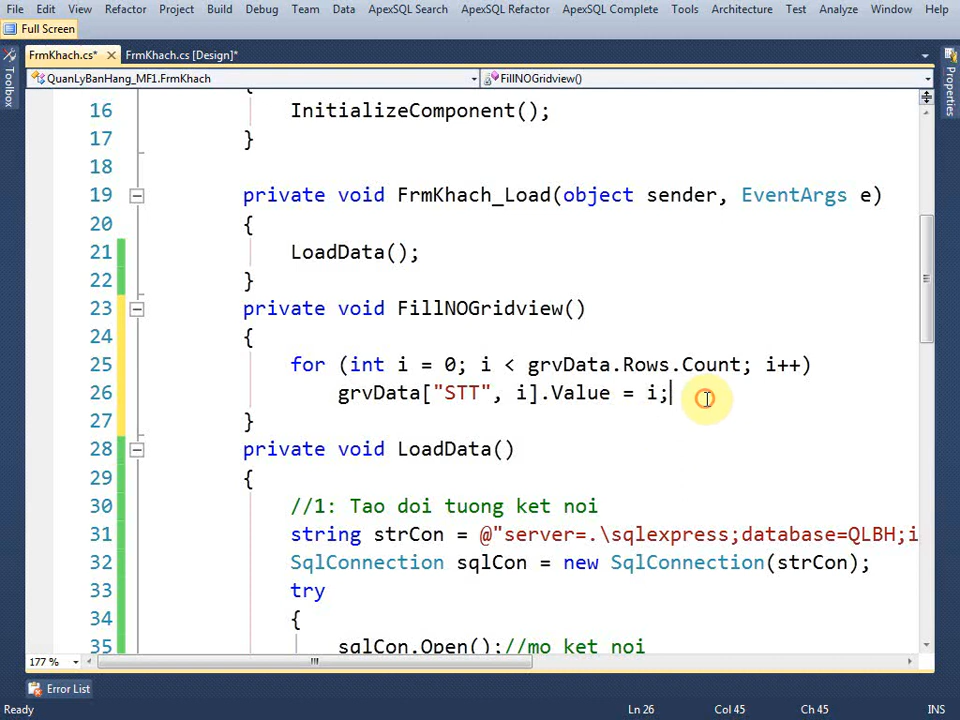 File Edit View Refactor Project Build Debug Team Data ApexSQL Search ApexSQL Refactor ApexSQL Complete Tools Architecture Test Analyze Window Help
Full Screen
FrmKhach.cs* FrmKhach.cs [Design]*
Toolbox
Properties
QuanLyBanHang_MF1.FrmKhach FillNOGridview()
{
16 InitializeComponent();
17 }
18
19 private void FrmKhach_Load(object sender, EventArgs e)
20 {
21 LoadData();
22 }
23 private void FillNOGridview()
24 {
25 for (int i = 0; i < grvData.Rows.Count; i++)
26 grvData["STT", i].Value = i;
27 }
28 private void LoadData()
29 {
30 //1: Tao doi tuong ket noi
31 string strCon = @"server=.\sqlexpress;database=QLBH;i
32 SqlConnection sqlCon = new SqlConnection(strCon);
33 try
34 {
35 sqlCon.Open();//mo ket noi
177 %
Error List
Ready Ln 26 Col 45 Ch 45 INS